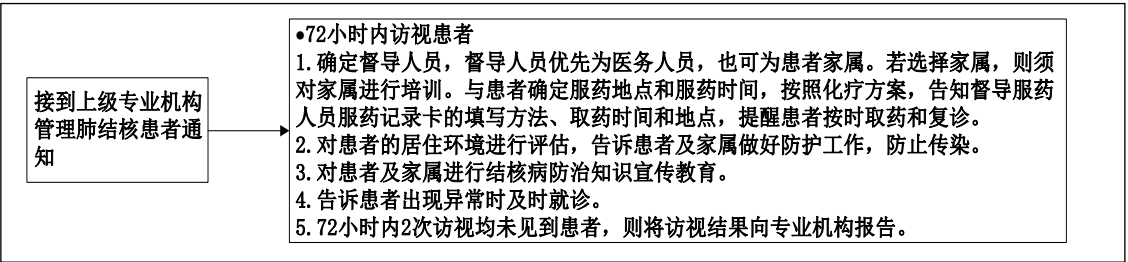 接到上级专业机构
管理肺结核患者通
知
●72小时内访视患者
1.确定督导人员，督导人员优先为医务人员，也可为患者家属。若选择家属，则须
对家属进行培训。与患者确定服药地点和服药时间，按照化疗方案，告知督导服药
人员服药记录卡的填写方法、取药时间和地点，提醒患者按时取药和复诊。
2.对患者的居住环境进行评估，告诉患者及家属做好防护工作，防止传染。
3.对患者及家属进行结核病防治知识宣传教育。
4.告诉患者出现异常时及时就诊。
5.72小时内2次访视均未见到患者，则将访视结果向专业机构报告。